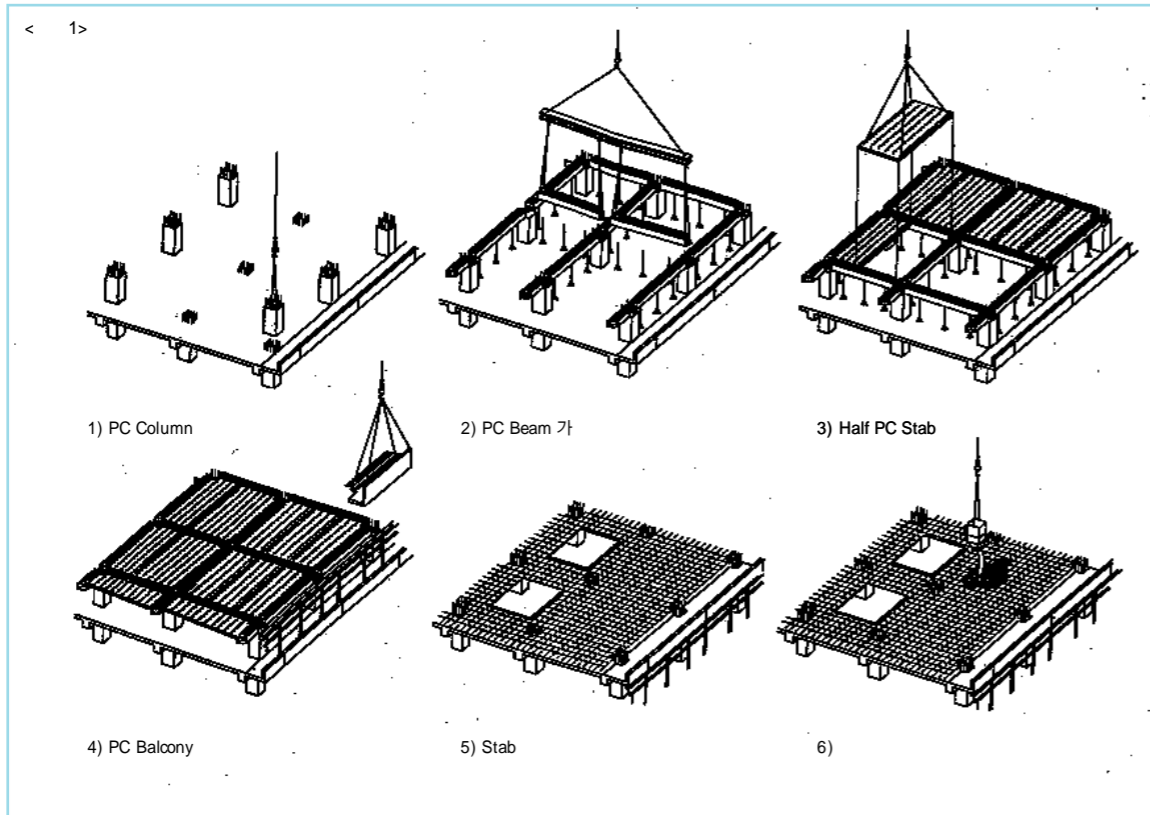 < 1>
1) PC Column
2) PC Beam 가
3) Half PC Stab
4) PC Balcony
5) Stab
6)